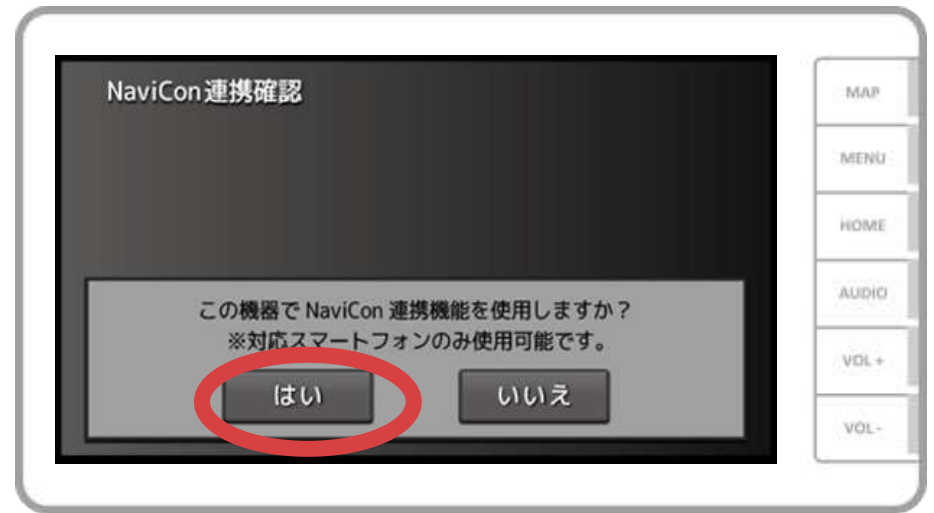 NaviCon連携確認
この機器で NaviCon 連携機能を使用しますか？
※対応スマートフォンのみ使用可能です。
はい
いいえ
MAP
MENU
HOME
AUDIO
VOL +
VOL -